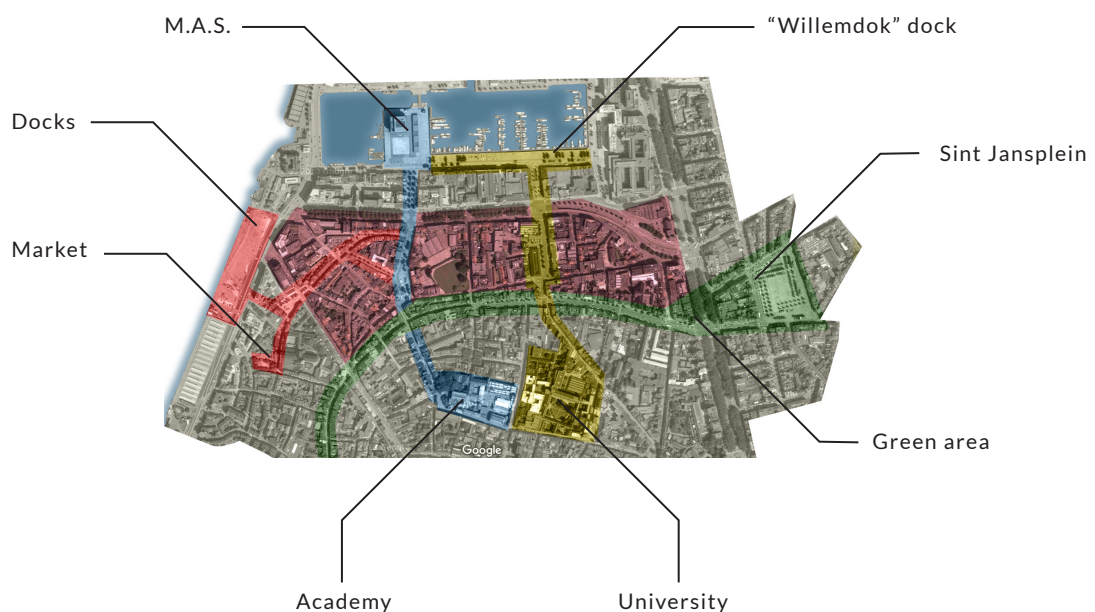 M.A.S.
“Willemdok” dock
Docks
Sint Jansplein
Market
Green area
Google
Academy
University